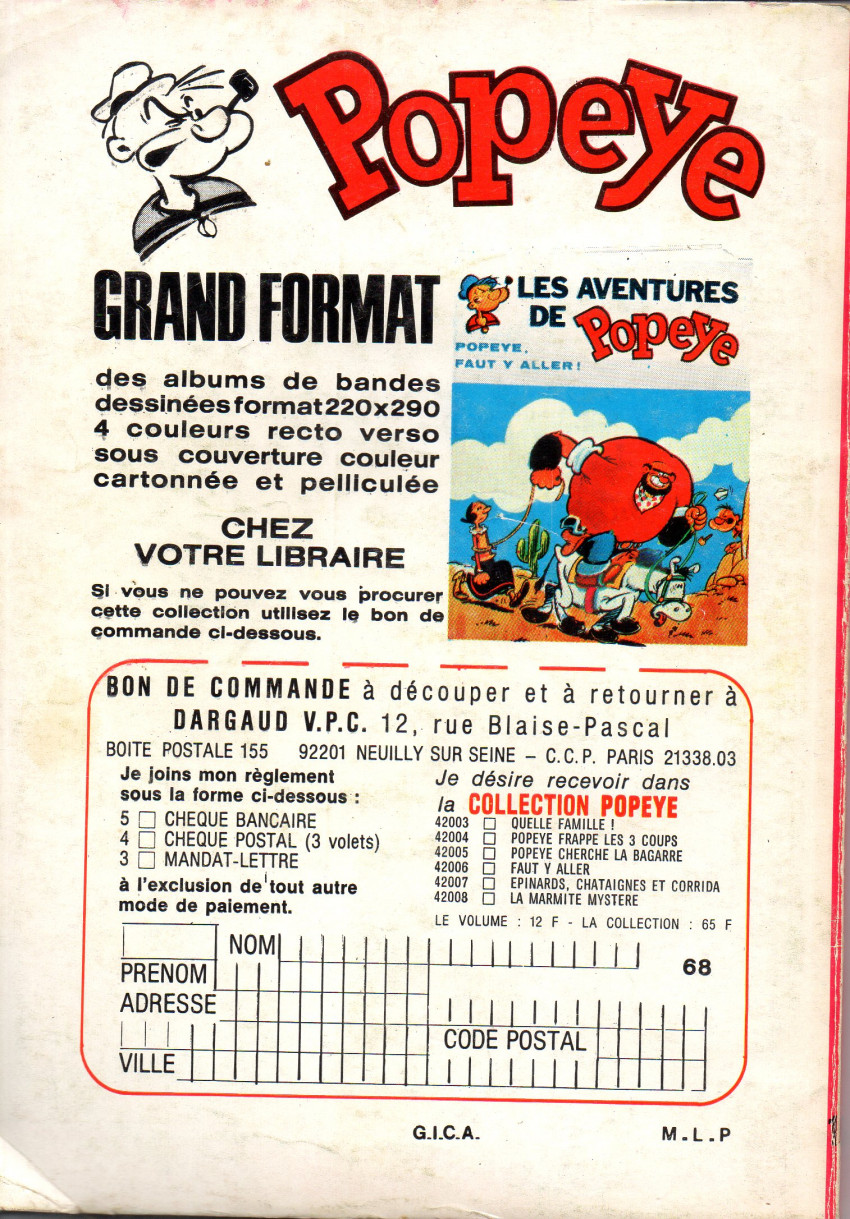 Popeye
GRAND FORMAT
des albums de bandes
dessinées format 220x290
4 couleurs recto verso
sous couverture couleur
cartonnée et pelliculée
CHEZ
VOTRE LIBRAIRE
Si vous ne pouvez vous procurer
cette collection utilisez le bon de
commande ci-dessous.
LES AVENTURES
DE Popeye
POPEYE,
FAUT Y ALLER!
BON DE COMMANDE à découper et à retourner à
DARGAUD V.P.C. 12, rue Blaise-Pascal
BOITE POSTALE 155 92201 NEUILLY SUR SEINE – C.C.P. PARIS 21338.03
Je joins mon règlement
sous la forme ci-dessous :
5 CHEQUE BANCAIRE
4 CHEQUE POSTAL (3 volets)
3 MANDAT-LETTRE
à l'exclusion de tout autre
mode de paiement.
Je désire recevoir dans
la COLLECTION POPEYE
42003 QUELLE FAMILLE !
42004 POPEYE FRAPPE LES 3 COUPS
42005 POPEYE CHERCHE LA BAGARRE
42006 FAUT Y ALLER
42007 EPINARDS, CHATAIGNES ET CORRIDA
42008 LA MARMITE MYSTERE
LE VOLUME : 12 F - LA COLLECTION : 65 F
NOM
68
PRENOM
ADRESSE
CODE POSTAL
VILLE
G.I.C.A.
M.L.P